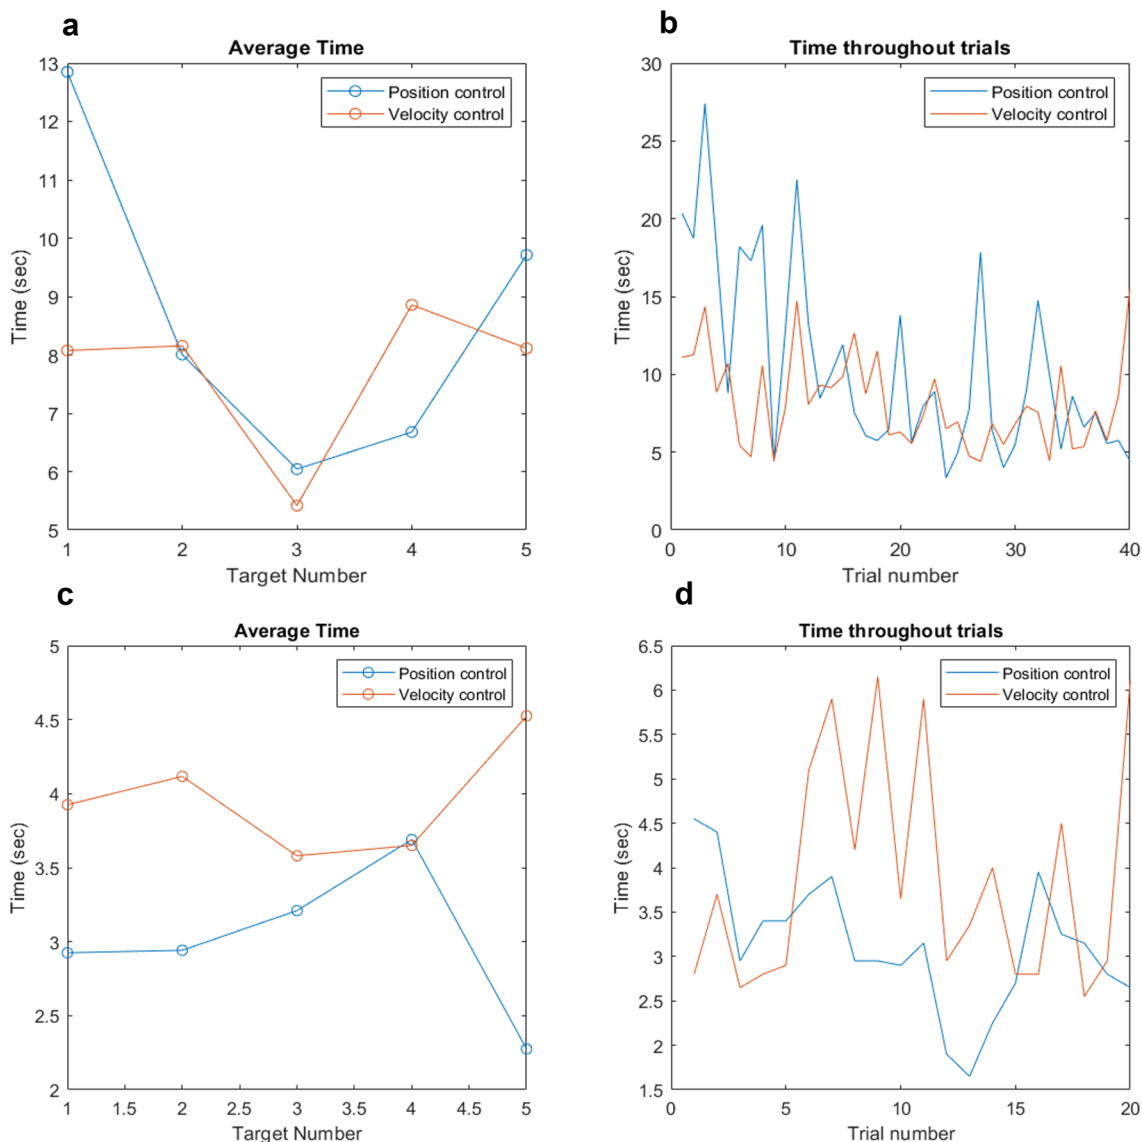 a
Average Time
13
12
11
10
9
8
7
6
5
Time (sec)
1 2 3 4 5
Target Number
Position control
Velocity control
b
Time throughout trials
30
25
20
15
10
5
0
Time (sec)
0 10 20 30 40
Trial number
Position control
Velocity control
c
Average Time
5
4.5
4
3.5
3
2.5
2
Time (sec)
1 1.5 2 2.5 3 3.5 4 4.5 5
Target Number
Position control
Velocity control
d
Time throughout trials
6.5
6
5.5
5
4.5
4
3.5
3
2.5
2
1.5
Time (sec)
0 5 10 15 20
Trial number
Position control
Velocity control